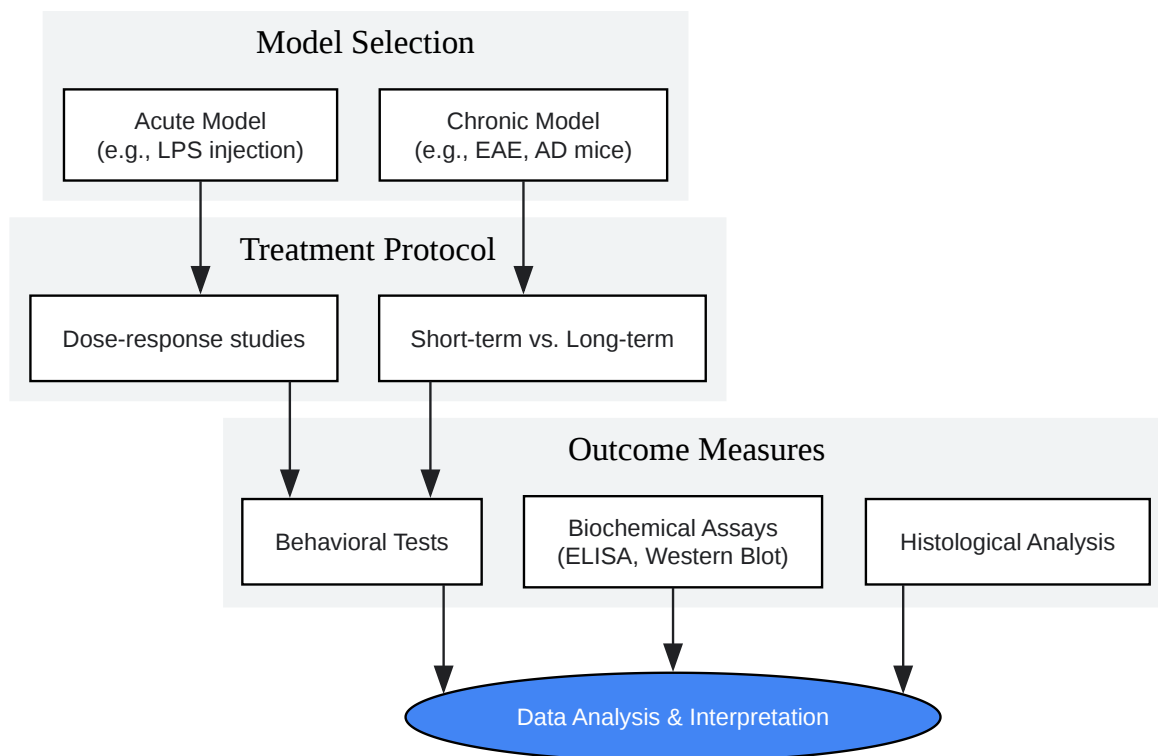 Model Selection
Acute Model
(e.g., LPS injection)
Chronic Model
(e.g., EAE, AD mice)
Treatment Protocol
Dose-response studies
Short-term vs. Long-term
Outcome Measures
Behavioral Tests
Biochemical Assays
(ELISA, Western Blot)
Histological Analysis
Data Analysis & Interpretation